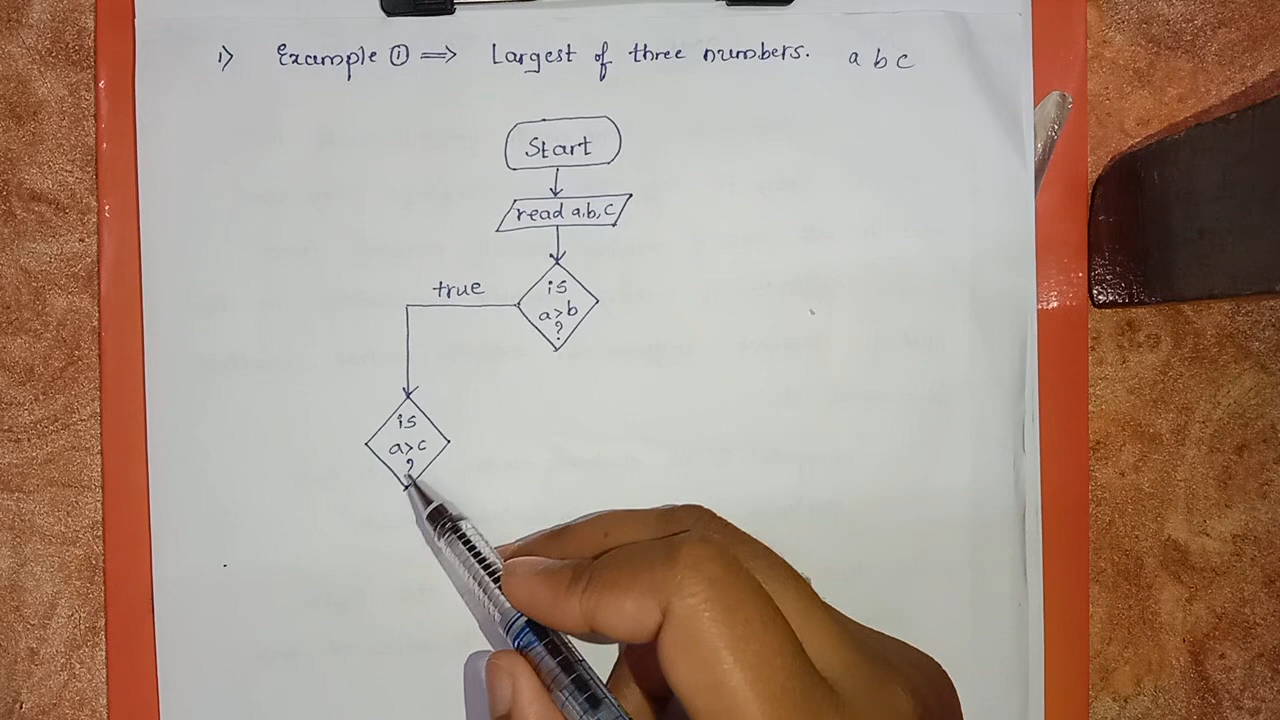 1) Example ① ⟹ Largest of three numbers. a b c
Start
read a,b,c
true
is
a>b
?
is
a>c
?